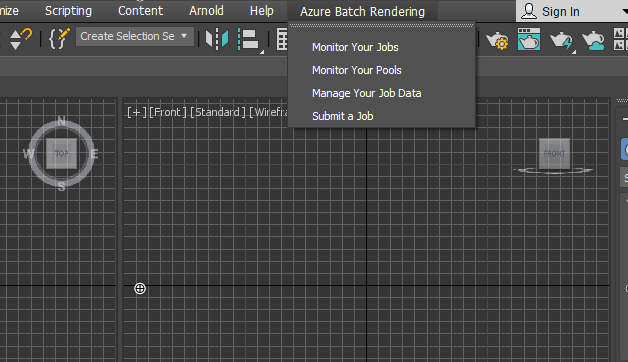 mize Scripting Content Arnold Help Azure Batch Rendering Sign In
Create Selection Se
Monitor Your Jobs
Monitor Your Pools
Manage Your Job Data
Submit a Job
[+][Front][Standard][Wirefra
N
W TOP E
S
FRONT